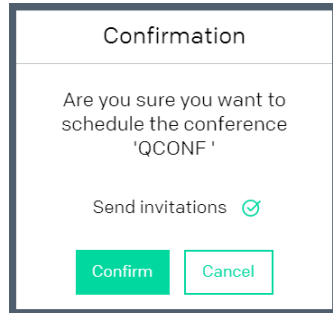 Confirmation
Are you sure you want to
schedule the conference
'QCONF '
Send invitations
Confirm
Cancel